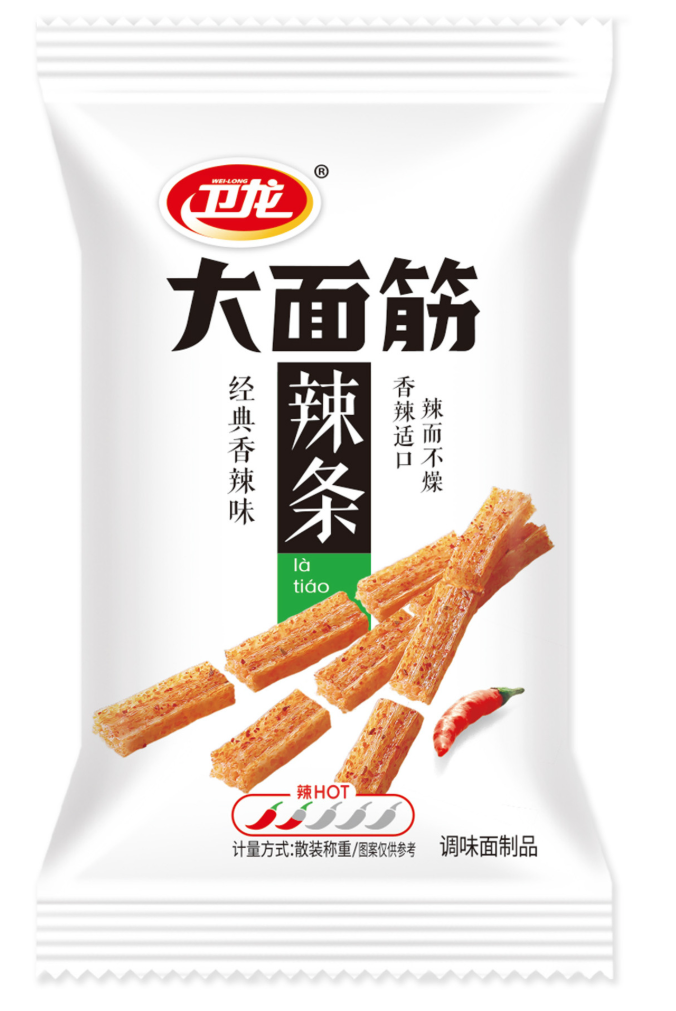 WEI-LONG
卫龙®
大面筋
辣条
là
tiáo
经典香辣味
香辣适口
辣而不燥
辣HOT
计量方式:散装称重/图案仅供参考
调味面制品